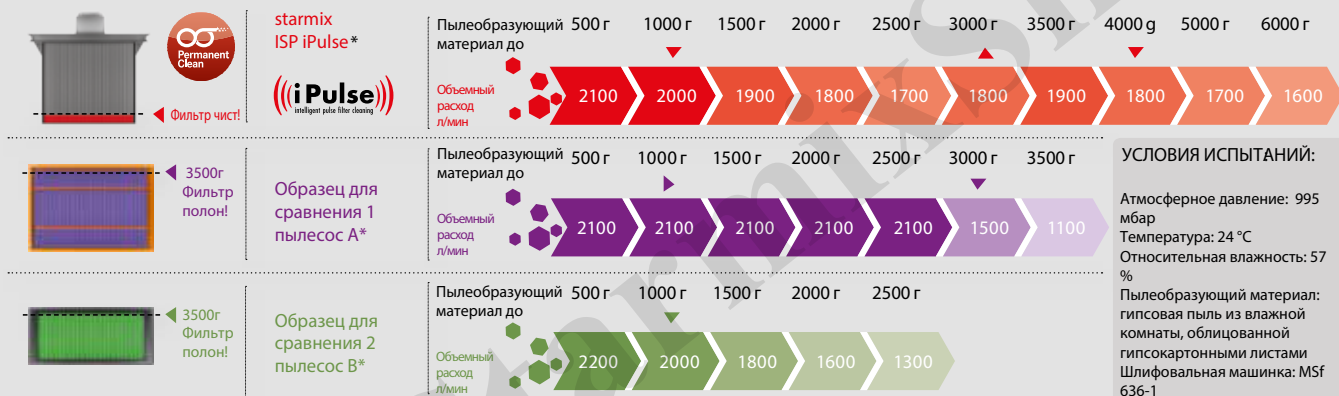 Permanent
Clean
Фильтр чист!
starmix
ISP iPulse*
((i Pulse))
intelligent pulse filter cleaning
Пылеобразующий материал до
500 г 1000 г 1500 г 2000 г 2500 г 3000 г 3500 г 4000 g 5000 г 6000 г
Объемный
расход
л/мин
2100 2000 1900 1800 1700 1800 1900 1800 1700 1600
3500г
Фильтр
полон!
Образец для
сравнения 1
пылесос A*
Пылеобразующий
материал до
500 г 1000 г 1500 г 2000 г 2500 г 3000 г 3500 г
Объемный
расход
л/мин
2100 2100 2100 2100 2100 1500 1100
3500г
Фильтр
полон!
Образец для
сравнения 2
пылесос B*
Пылеобразующий
материал до
500 г 1000 г 1500 г 2000 г 2500 г
Объемный
расход
л/мин
2200 2000 1800 1600 1300
УСЛОВИЯ ИСПЫТАНИЙ:
Атмосферное давление: 995
мбар
Температура: 24 °C
Относительная влажность: 57
%
Пылеобразующий материал:
гипсовая пыль из влажной
комнаты, облицованной
гипсокартонными листами
Шлифовальная машинка: MSf
636-1